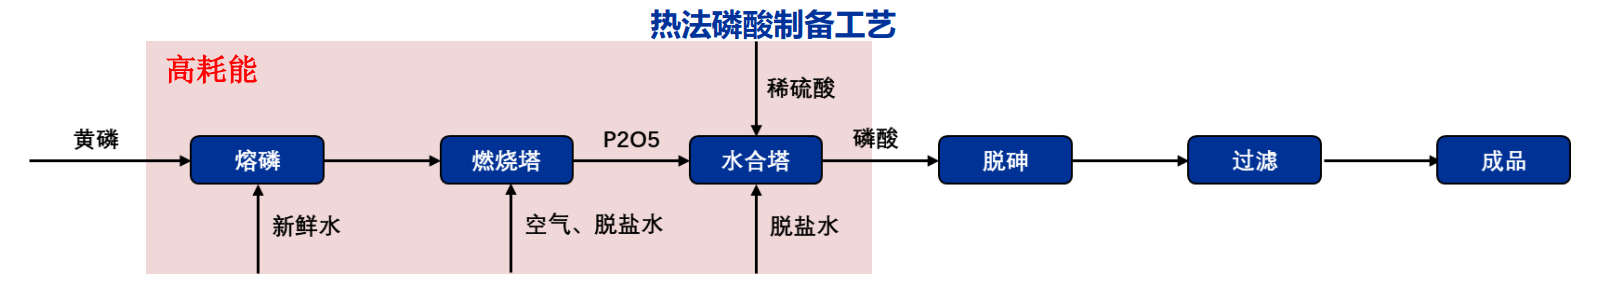 热法磷酸制备工艺
高耗能
稀硫酸
黄磷
P2O5
磷酸
熔磷
燃烧塔
水合塔
脱砷
过滤
成品
新鲜水
空气、脱盐水
脱盐水